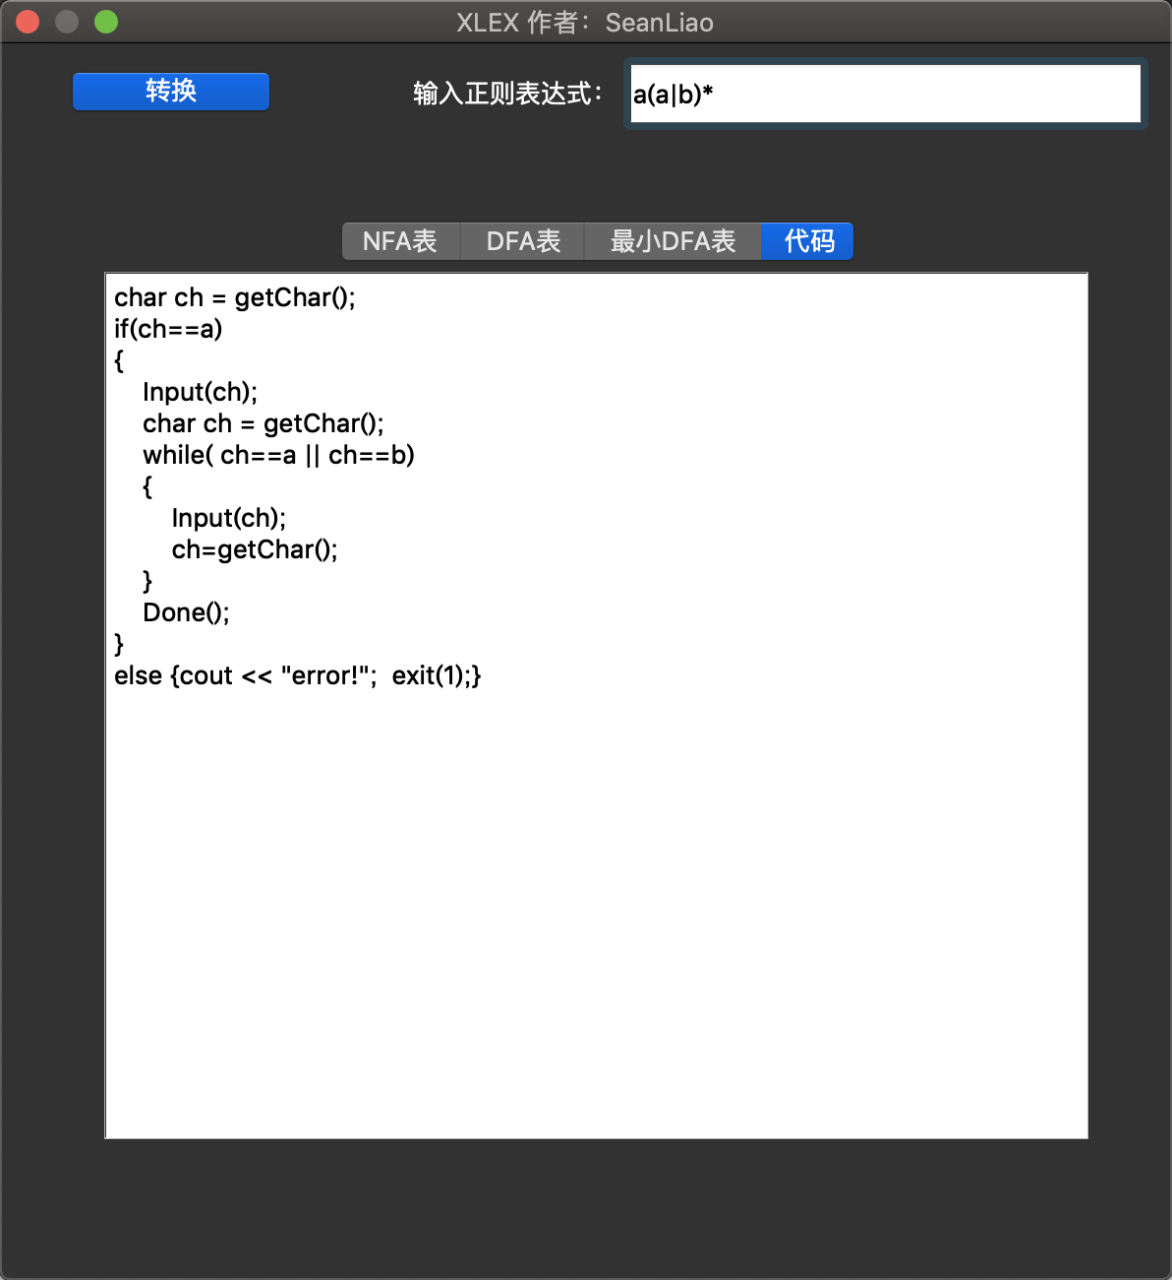 XLEX 作者：SeanLiao
转换
输入正则表达式：
a(a|b)*
NFA表 DFA表 最小DFA表 代码
char ch = getChar();
if(ch==a)
{
    Input(ch);
    char ch = getChar();
    while( ch==a || ch==b)
    {
        Input(ch);
        ch=getChar();
    }
    Done();
}
else {cout << "error!";  exit(1);}